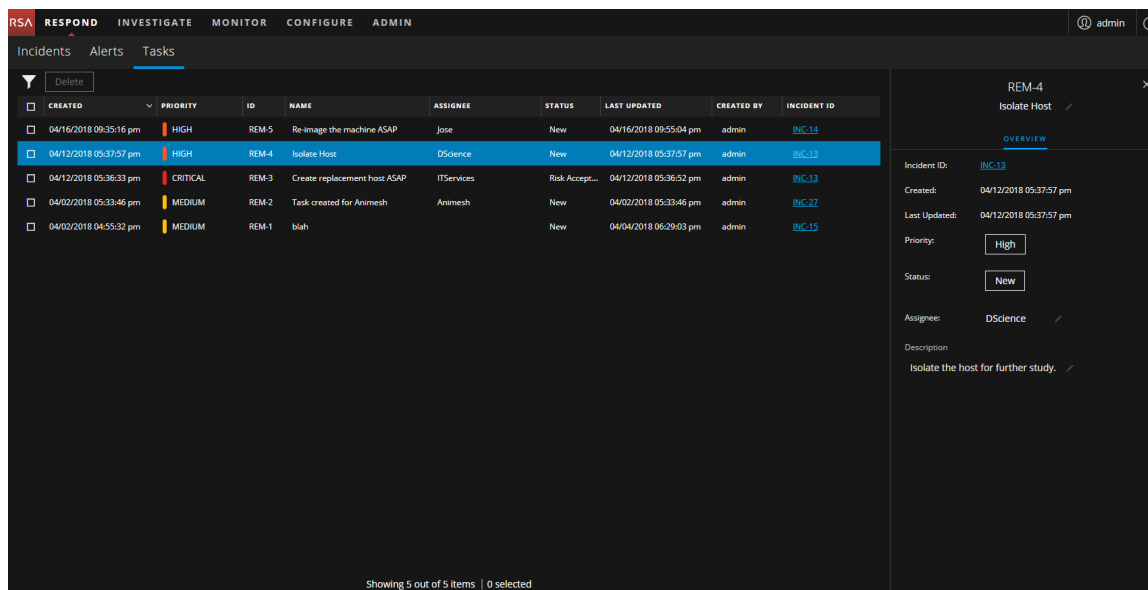 RSA RESPOND INVESTIGATE MONITOR CONFIGURE ADMIN admin
Incidents Alerts Tasks
Delete
CREATED PRIORITY ID NAME ASSIGNEE STATUS LAST UPDATED CREATED BY INCIDENT ID
04/16/2018 09:35:16 pm HIGH REM-5 Re-image the machine ASAP Jose New 04/16/2018 09:55:04 pm admin INC-14
04/12/2018 05:37:57 pm HIGH REM-4 Isolate Host DScience New 04/12/2018 05:37:57 pm admin INC-13
04/12/2018 05:36:33 pm CRITICAL REM-3 Create replacement host ASAP ITServices Risk Accept... 04/12/2018 05:36:52 pm admin INC-13
04/02/2018 05:33:46 pm MEDIUM REM-2 Task created for Animesh Animesh New 04/02/2018 05:33:46 pm admin INC-27
04/02/2018 04:55:32 pm MEDIUM REM-1 blah New 04/04/2018 06:29:03 pm admin INC-15
Showing 5 out of 5 items | 0 selected
REM-4
Isolate Host
OVERVIEW
Incident ID: INC-13
Created: 04/12/2018 05:37:57 pm
Last Updated: 04/12/2018 05:37:57 pm
Priority: High
Status: New
Assignee: DScience
Description
Isolate the host for further study.